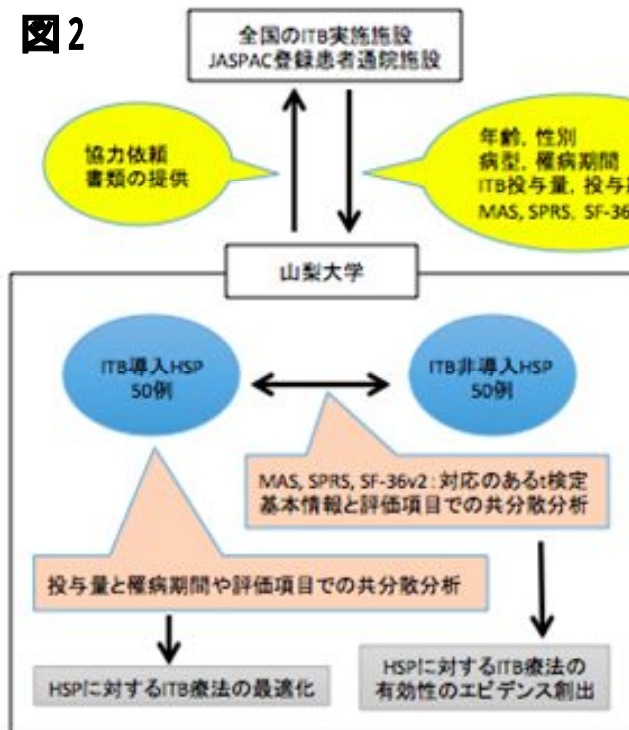 図2
全国のITB実施施設
JASPAC登録患者通院施設
協力依頼
書類の提供
年齢, 性別
病型, 罹病期間
ITB投与量, 投与
MAS, SPRS, SF-36
山梨大学
ITB導入HSP
50例
ITB非導入HSP
50例
MAS, SPRS, SF-36v2：対応のあるt検定
基本情報と評価項目での共分散分析
投与量と罹病期間や評価項目での共分散分析
HSPに対するITB療法の最適化
HSPに対するITB療法の
有効性のエビデンス創出